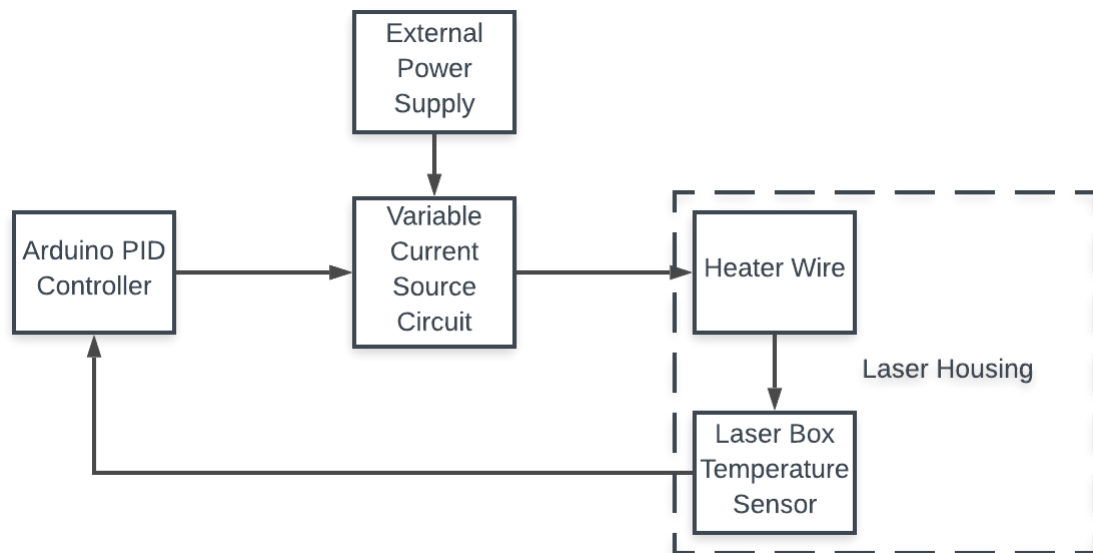 External
Power
Supply
Arduino PID
Controller
Variable
Current
Source
Circuit
Heater Wire
Laser Housing
Laser Box
Temperature
Sensor